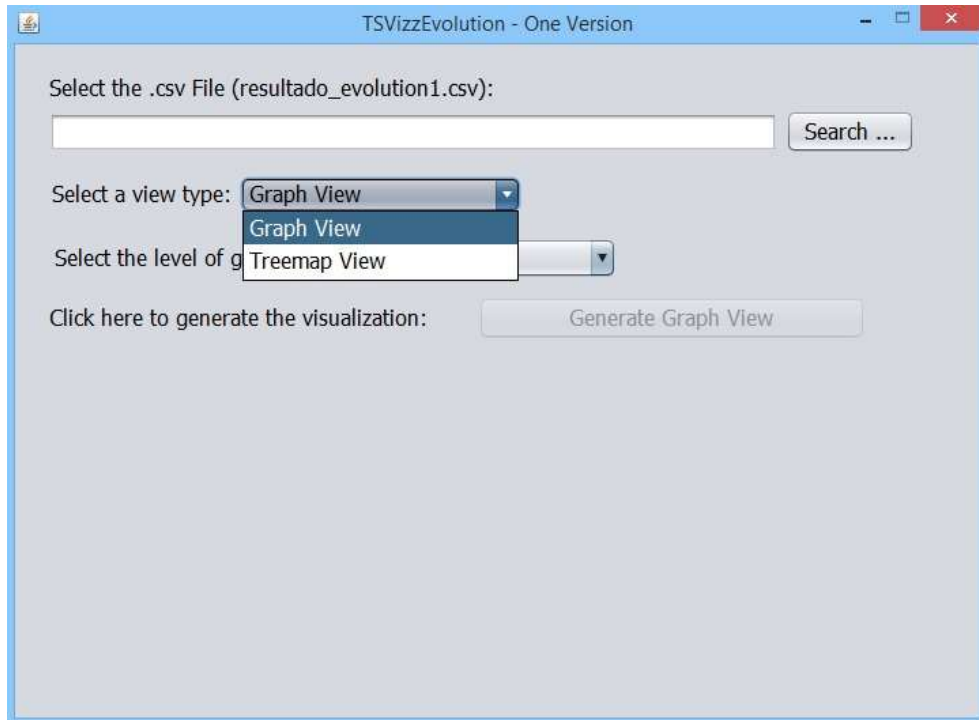 TSVizzEvolution - One Version
Select the .csv File (resultado_evolution1.csv):
Search ...
Select a view type: Graph View
Graph View
Select the level of g
Treemap View
Click here to generate the visualization: Generate Graph View